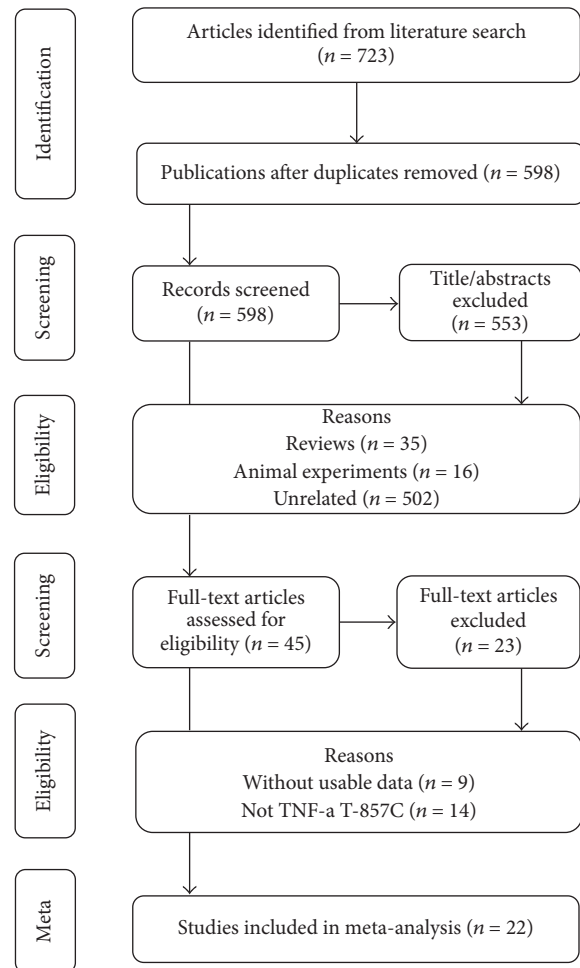 Identification
Articles identified from literature search
(n = 723)
Publications after duplicates removed (n = 598)
Screening
Records screened
(n = 598)
Title/abstracts
excluded
(n = 553)
Eligibility
Reasons
Reviews (n = 35)
Animal experiments (n = 16)
Unrelated (n = 502)
Screening
Full-text articles
assessed for
eligibility (n = 45)
Full-text articles
excluded
(n = 23)
Eligibility
Reasons
Without usable data (n = 9)
Not TNF-a T-857C (n = 14)
Meta
Studies included in meta-analysis (n = 22)